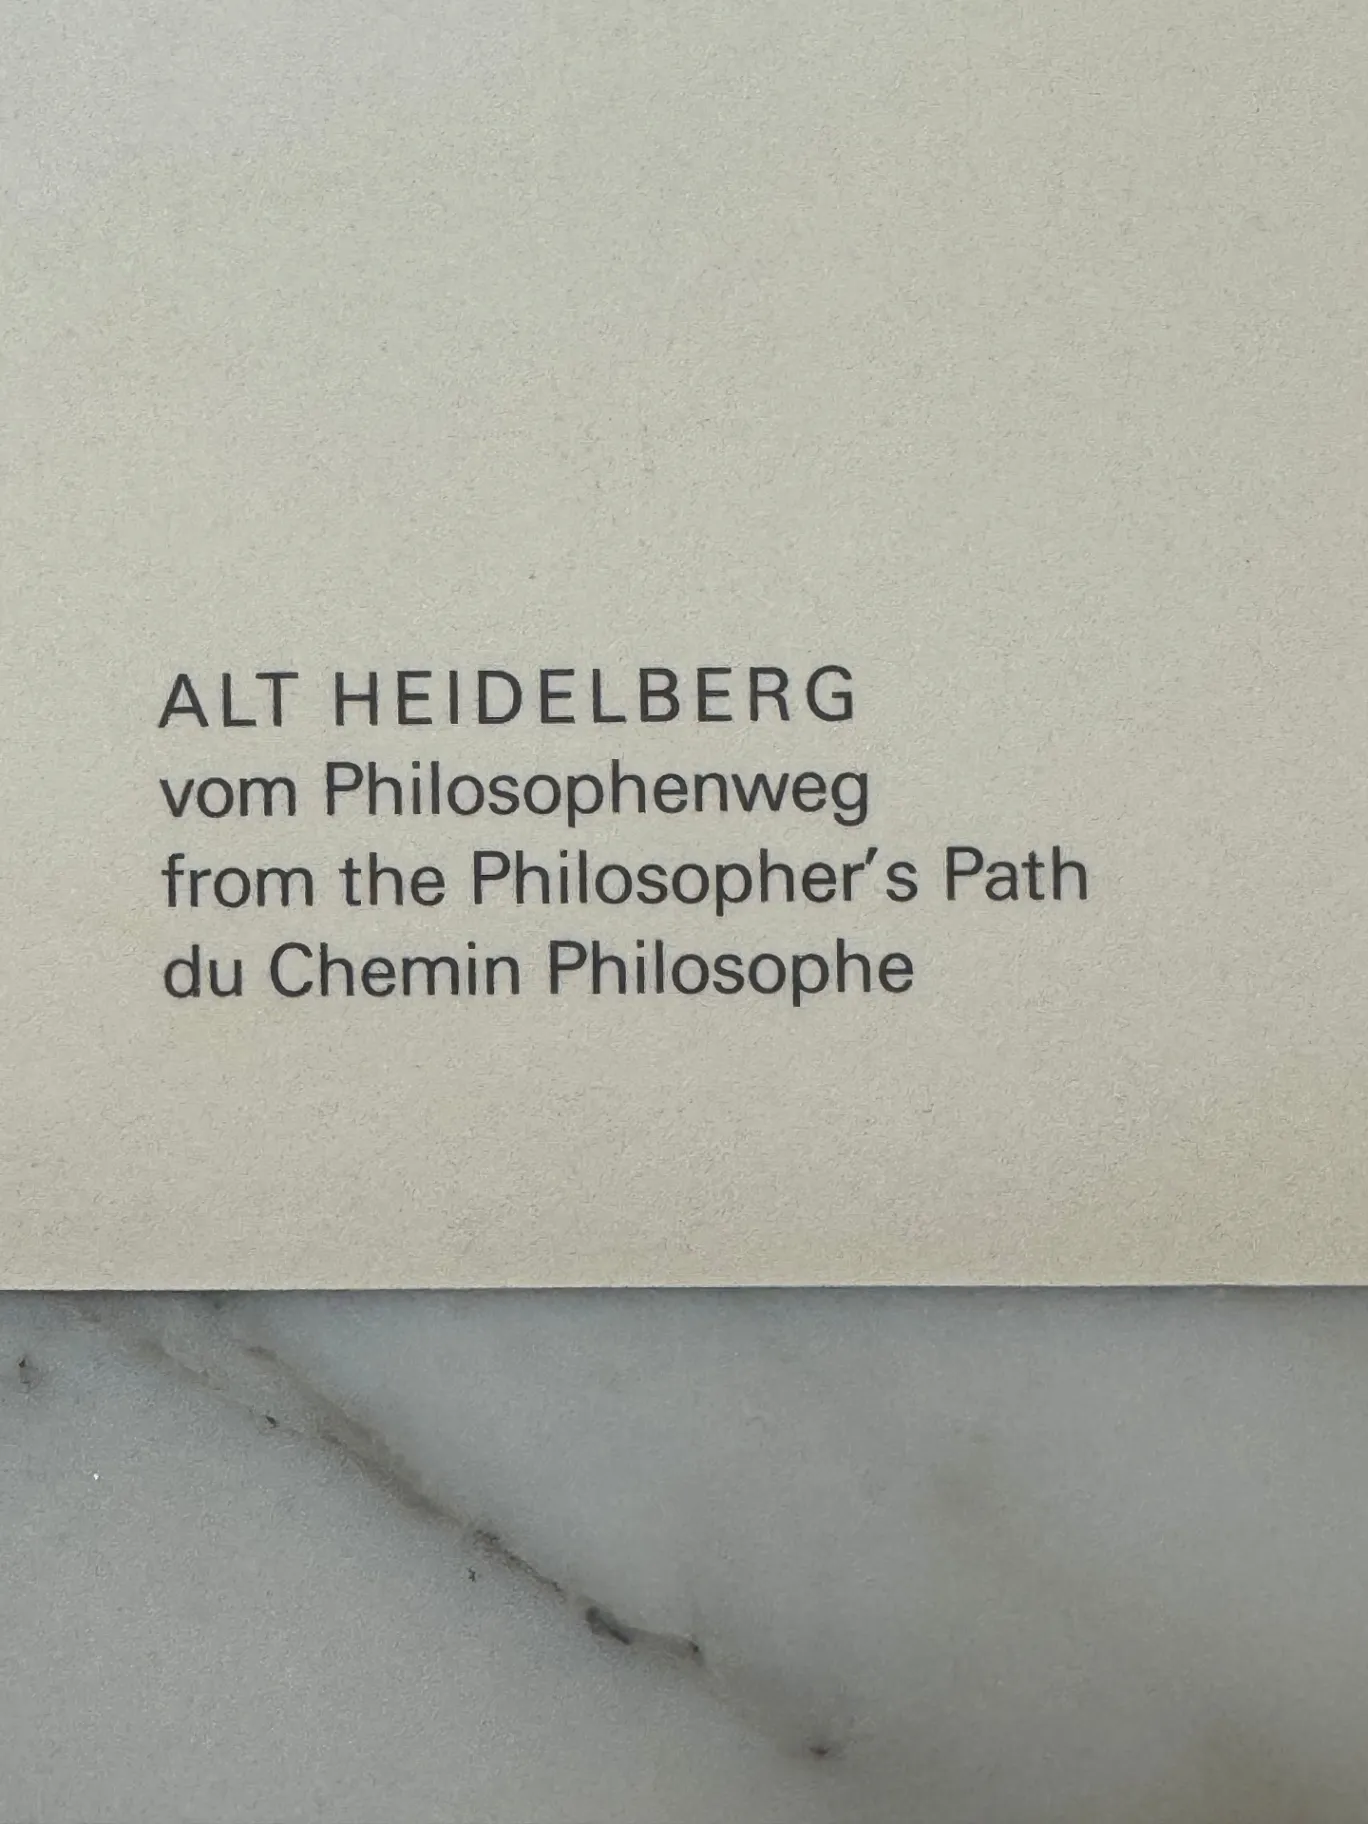 ALT HEIDELBERG
vom Philosophenweg
from the Philosopher's Path
du Chemin Philosophe